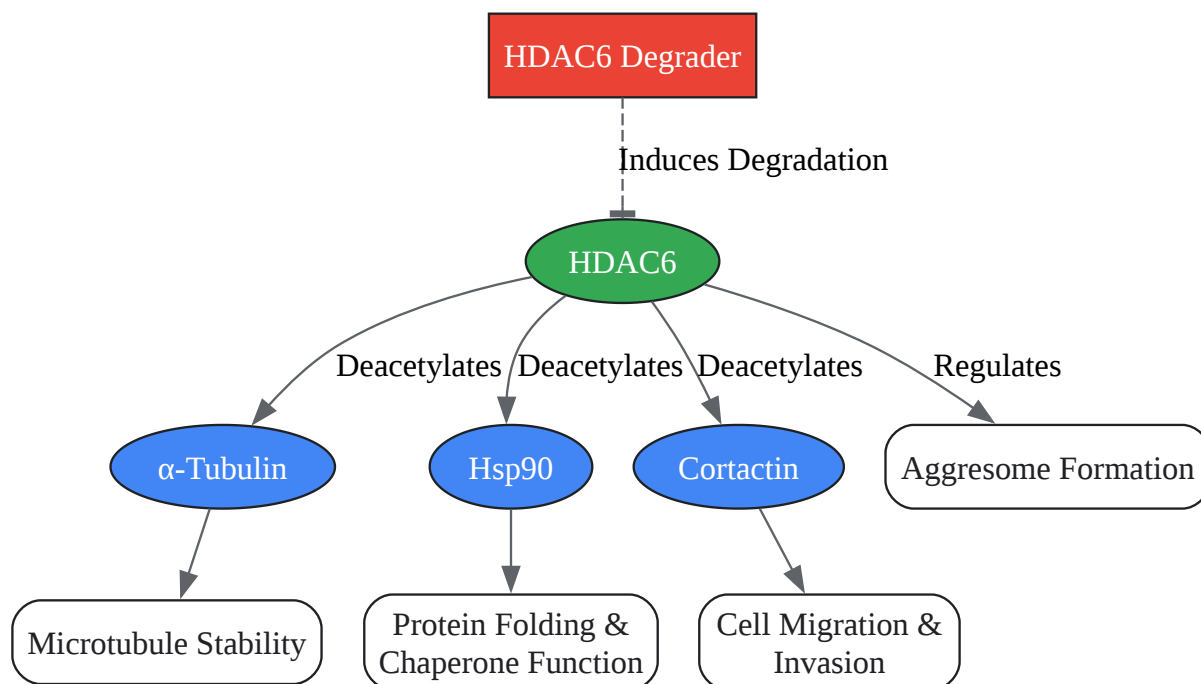 HDAC6 Degrader
Induces Degradation
HDAC6
Deacetylates
Deacetylates
Deacetylates
Regulates
α-Tubulin
Hsp90
Cortactin
Aggresome Formation
Microtubule Stability
Protein Folding &
Chaperone Function
Cell Migration &
Invasion